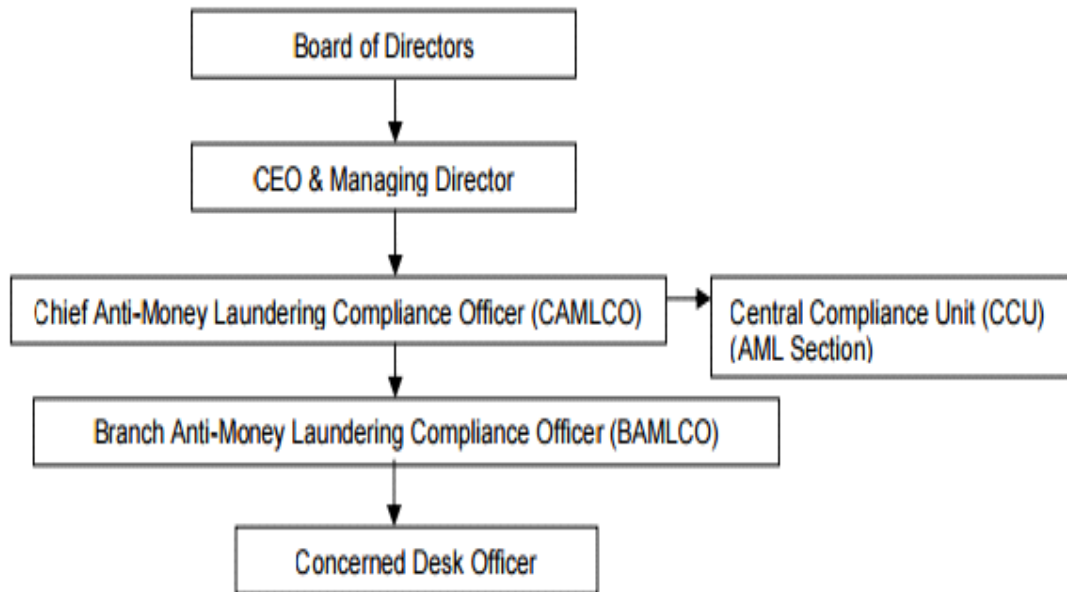 Board of Directors
CEO & Managing Director
Chief Anti-Money Laundering Compliance Officer (CAMLCO)
Central Compliance Unit (CCU)
(AML Section)
Branch Anti-Money Laundering Compliance Officer (BAMLCO)
Concerned Desk Officer